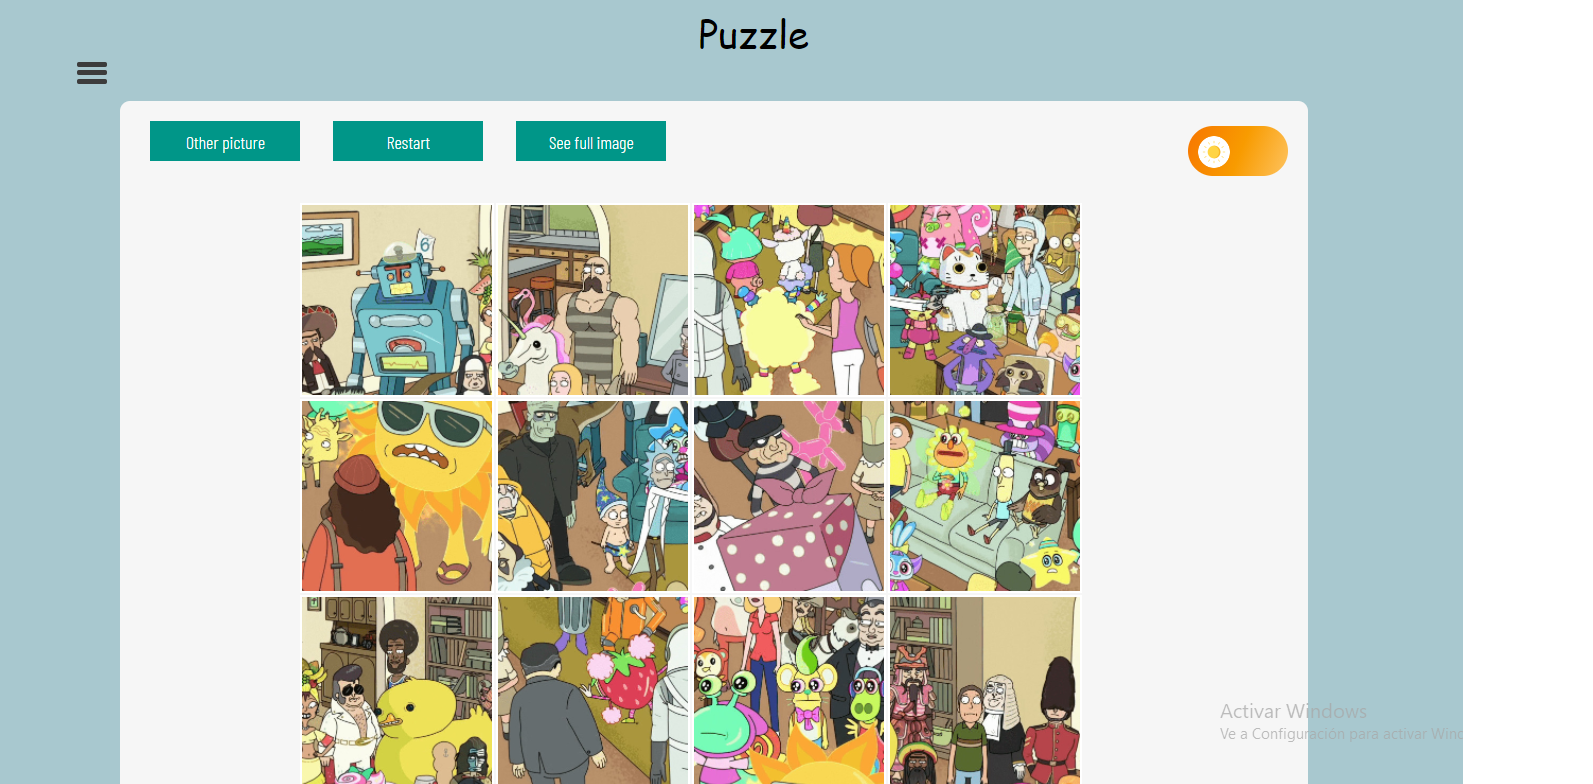 Puzzle
Other picture
Restart
See full image
6
Activar Windows
Ve a Configuración para activar Winc